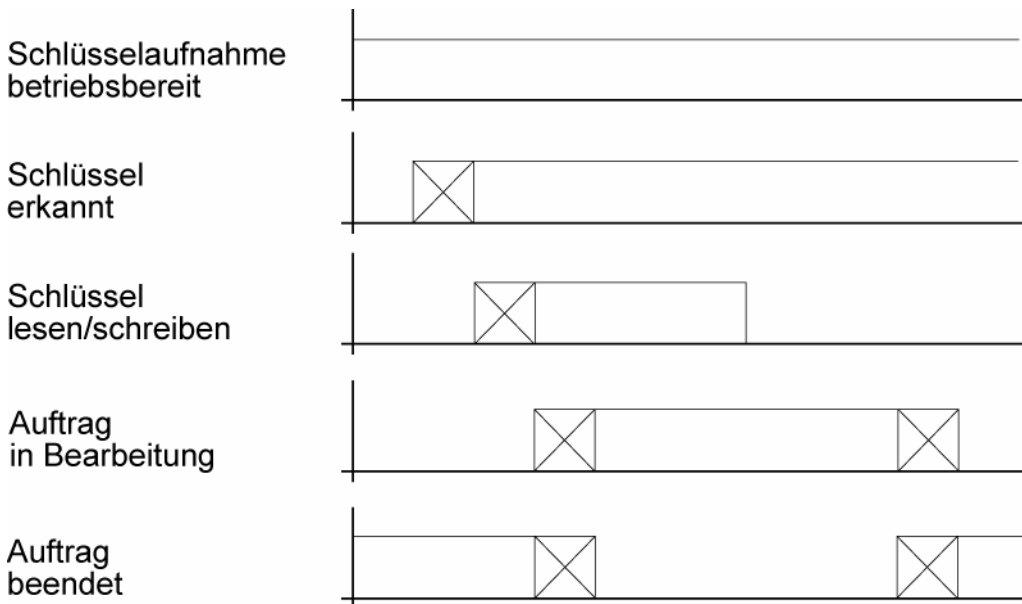 Schlüsselaufnahme
betriebsbereit
Schlüssel
erkannt
Schlüssel
lesen/schreiben
Auftrag
in Bearbeitung
Auftrag
beendet